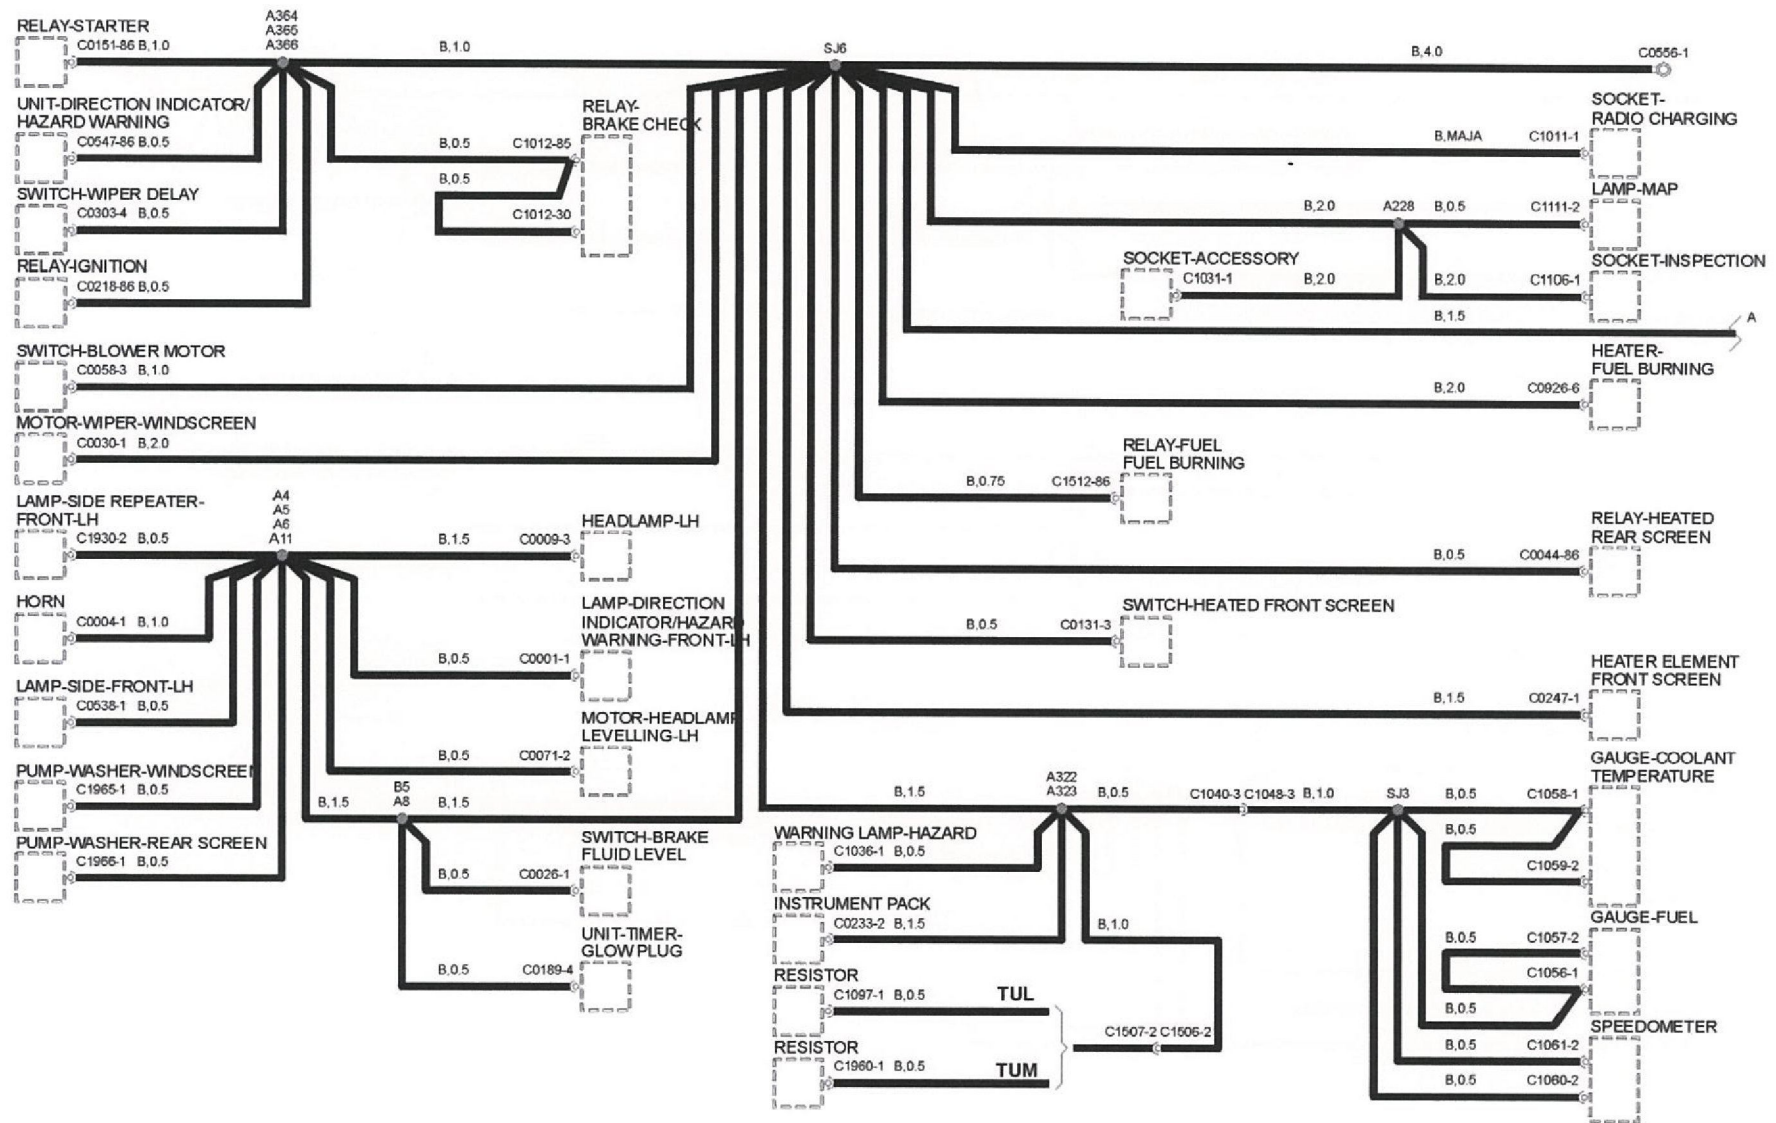 RELAY-STARTER
C0151-86 B,1.0
A364
A365
A366
B,1.0
SJ6
B,4.0
C0556-1
UNIT-DIRECTION INDICATOR/
HAZARD WARNING
C0547-86 B,0.5
SWITCH-WIPER DELAY
C0303-4 B,0.5
RELAY-IGNITION
C0218-86 B,0.5
RELAY-
BRAKE CHECK
B,0.5 C1012-85
B,0.5
C1012-30
SOCKET-
RADIO CHARGING
B,MAJA C1011-1
LAMP-MAP
B,2.0 A228 B,0.5 C1111-2
SOCKET-ACCESSORY
C1031-1 B,2.0
SOCKET-INSPECTION
B,2.0 C1106-1
B,1.5
A
SWITCH-BLOWER MOTOR
C0058-3 B,1.0
HEATER-
FUEL BURNING
B,2.0 C0926-6
MOTOR-WIPER-WINDSCREEN
C0030-1 B,2.0
RELAY-FUEL
FUEL BURNING
B,0.75 C1512-86
LAMP-SIDE REPEATER-
FRONT-LH
C1930-2 B,0.5
A4
A5
A6
A11
HEADLAMP-LH
B,1.5 C0009-3
RELAY-HEATED
REAR SCREEN
B,0.5 C0044-86
HORN
C0004-1 B,1.0
LAMP-DIRECTION
INDICATOR/HAZARD
WARNING-FRONT-LH
B,0.5 C0001-1
SWITCH-HEATED FRONT SCREEN
B,0.5 C0131-3
LAMP-SIDE-FRONT-LH
C0538-1 B,0.5
MOTOR-HEADLAMP
LEVELLING-LH
B,0.5 C0071-2
HEATER ELEMENT
FRONT SCREEN
B,1.5 C0247-1
PUMP-WASHER-WINDSCREEN
C1965-1 B,0.5
B,1.5
B5
A8
B,1.5
PUMP-WASHER-REAR SCREEN
C1966-1 B,0.5
SWITCH-BRAKE
FLUID LEVEL
B,0.5 C0026-1
UNIT-TIMER-
GLOW PLUG
B,0.5 C0189-4
B,1.5
A322
A323
B,0.5 C1040-3 C1048-3 B,1.0 SJ3
GAUGE-COOLANT
TEMPERATURE
B,0.5 C1058-1
B,0.5
C1059-2
WARNING LAMP-HAZARD
C1036-1 B,0.5
INSTRUMENT PACK
C0233-2 B,1.5
B,1.0
GAUGE-FUEL
B,0.5 C1057-2
C1056-1
B,0.5
RESISTOR
C1097-1 B,0.5 TUL
C1507-2 C1506-2
RESISTOR
C1960-1 B,0.5 TUM
SPEEDOMETER
B,0.5 C1061-2
B,0.5 C1060-2